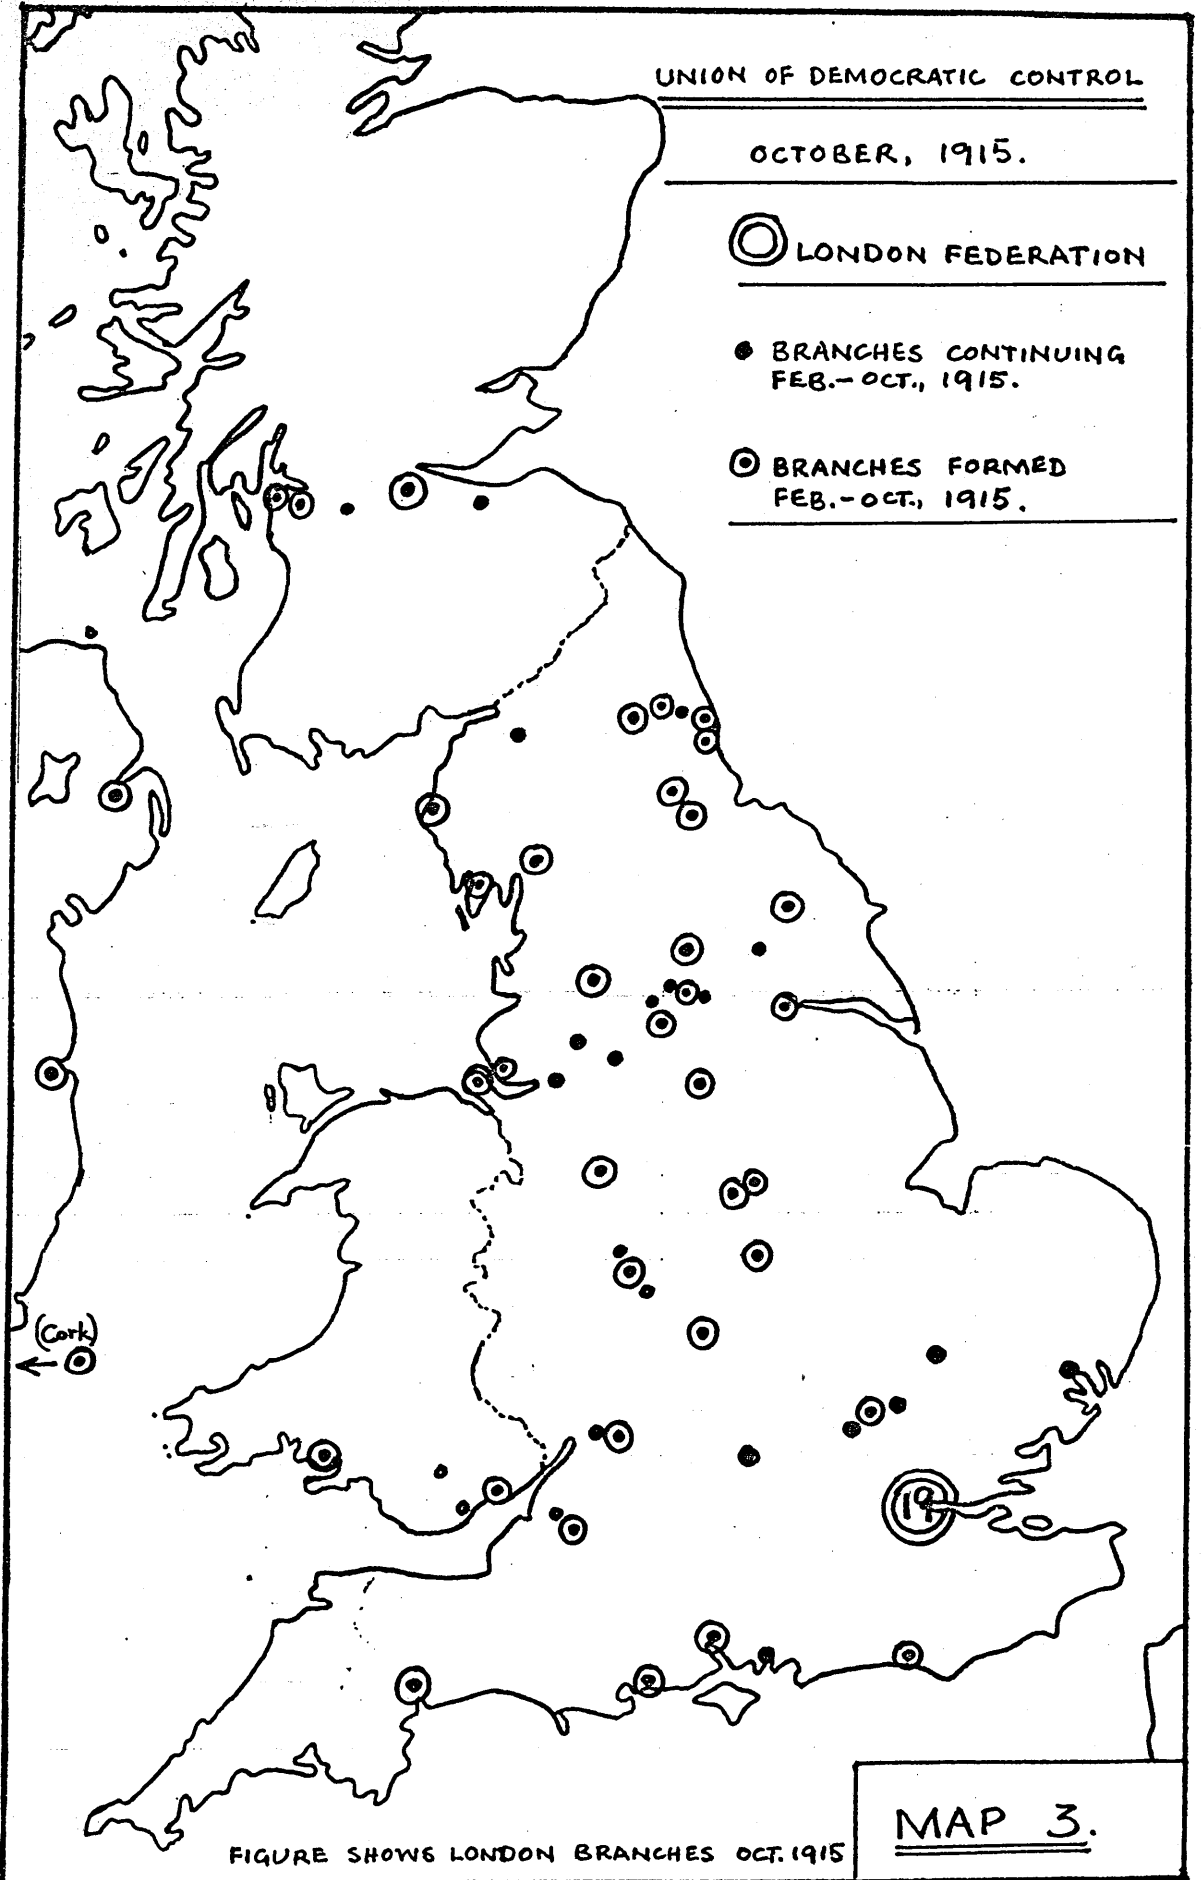 UNION OF DEMOCRATIC CONTROL
OCTOBER, 1915.
LONDON FEDERATION
BRANCHES CONTINUING
FEB.-OCT., 1915.
BRANCHES FORMED
FEB.-OCT., 1915.
(Cork)
19
MAP 3.
FIGURE SHOWS LONDON BRANCHES OCT. 1915